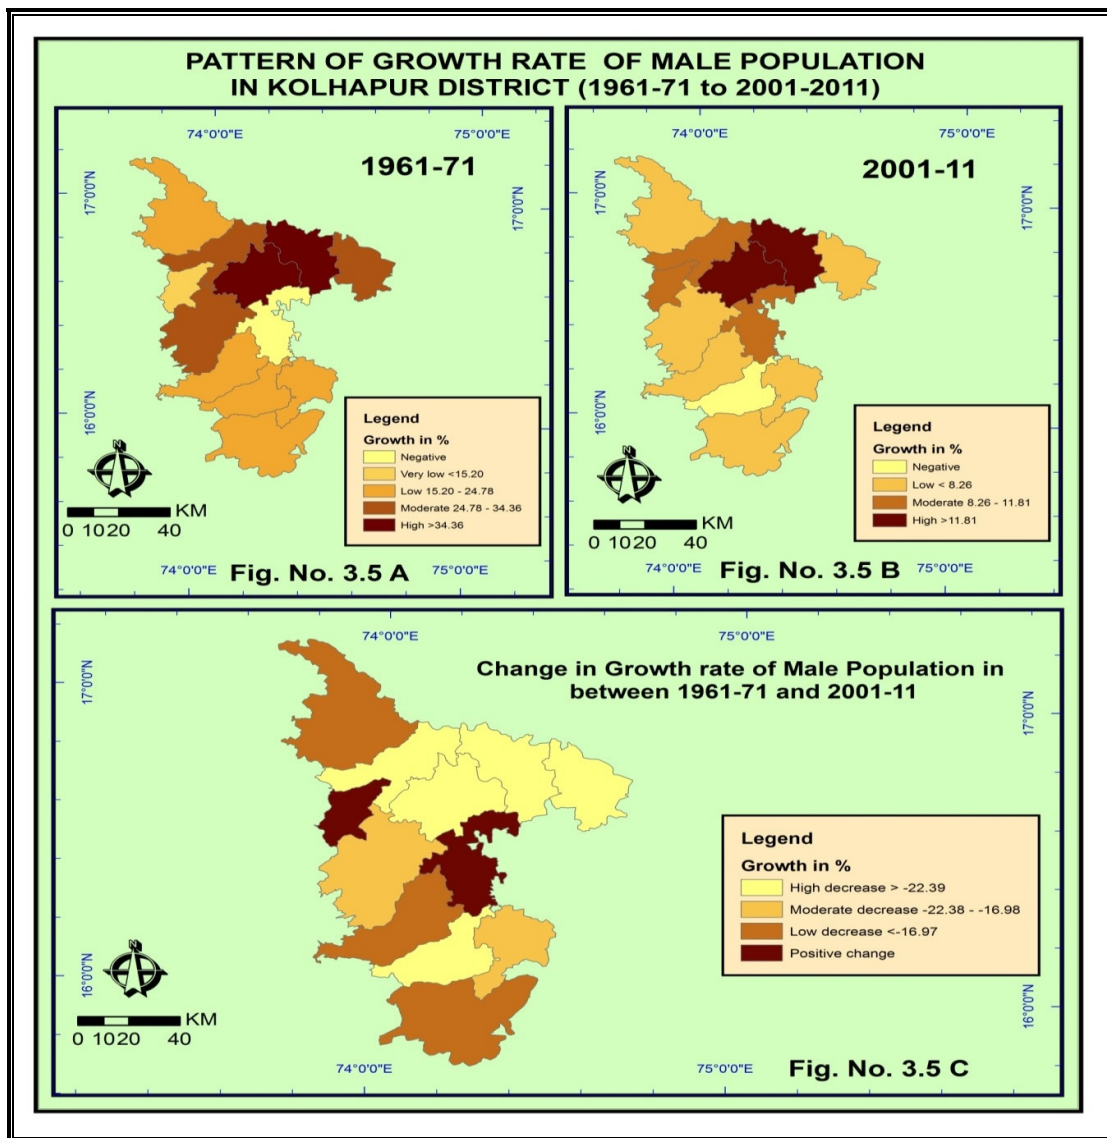 PATTERN OF GROWTH RATE OF MALE POPULATION
IN KOLHAPUR DISTRICT (1961-71 to 2001-2011)
74°0'0"E
75°0'0"E
1961-71
17°0'0"N
17°0'0"N
16°0'0"N
Legend
Growth in %
Negative
Very low <15.20
Low 15.20 - 24.78
Moderate 24.78 - 34.36
High >34.36
N
KM
0 10 20 40
74°0'0"E
75°0'0"E
Fig. No. 3.5 A
74°0'0"E
75°0'0"E
2001-11
17°0'0"N
17°0'0"N
16°0'0"N
Legend
Growth in %
Negative
Low < 8.26
Moderate 8.26 - 11.81
High >11.81
N
KM
0 10 20 40
74°0'0"E
75°0'0"E
Fig. No. 3.5 B
74°0'0"E
75°0'0"E
Change in Growth rate of Male Population in
between 1961-71 and 2001-11
17°0'0"N
17°0'0"N
Legend
Growth in %
High decrease > -22.39
Moderate decrease -22.38 - -16.98
Low decrease <-16.97
Positive change
16°0'0"N
16°0'0"N
N
KM
0 10 20 40
74°0'0"E
75°0'0"E
Fig. No. 3.5 C